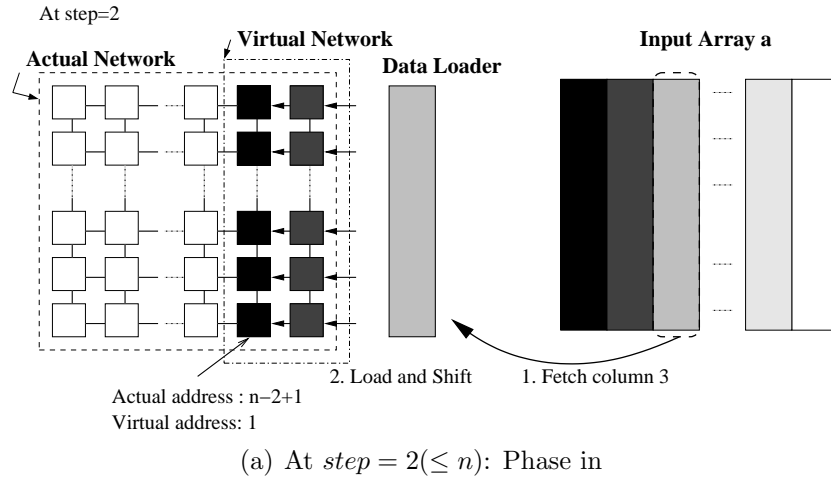 At step=2
Virtual Network
Actual Network
Input Array a
Data Loader
2. Load and Shift
1. Fetch column 3
Actual address : n−2+1
Virtual address: 1
(a) At step = 2(≤ n): Phase in